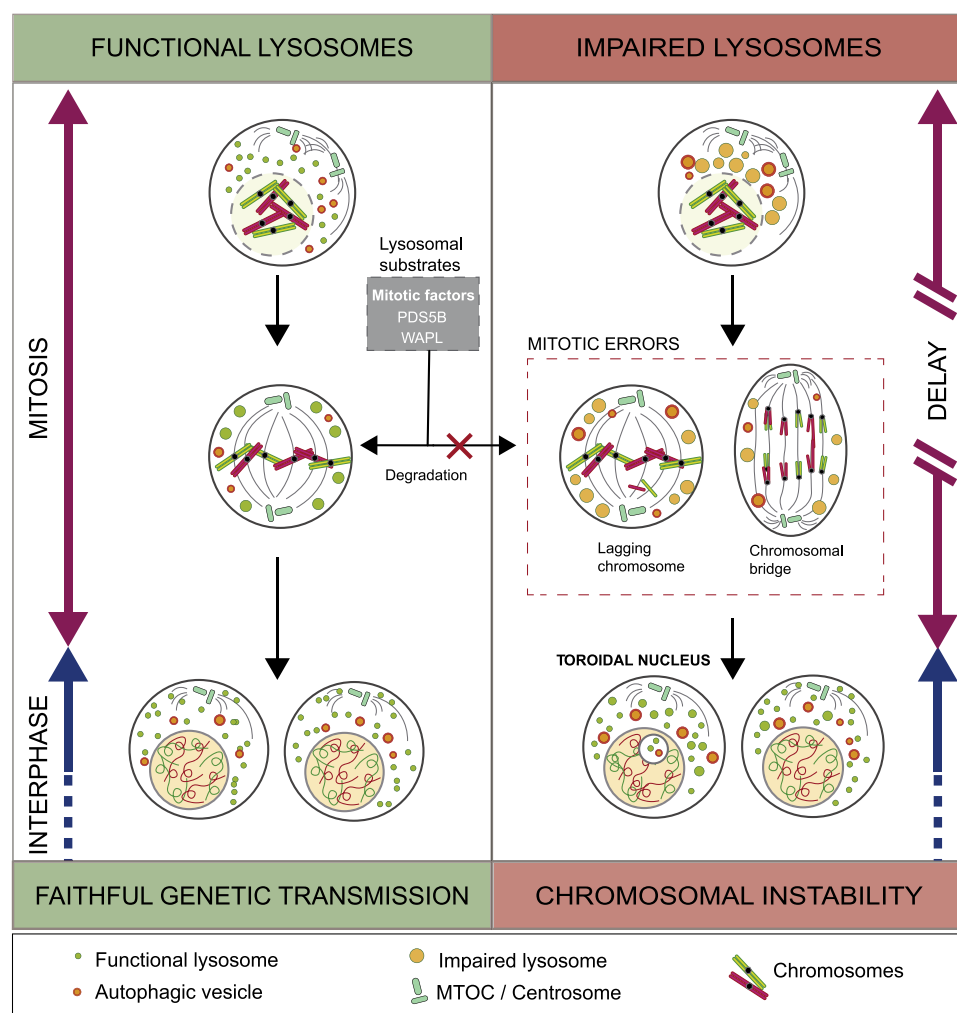 FUNCTIONAL LYSOSOMES
IMPAIRED LYSOSOMES
MITOSIS
Lysosomal
substrates
Mitotic factors
PDS5B
WAPL
Degradation
MITOTIC ERRORS
Lagging
chromosome
Chromosomal
bridge
DELAY
TOROIDAL NUCLEUS
INTERPHASE
FAITHFUL GENETIC TRANSMISSION
CHROMOSOMAL INSTABILITY
Functional lysosome
Autophagic vesicle
Impaired lysosome
MTOC / Centrosome
Chromosomes